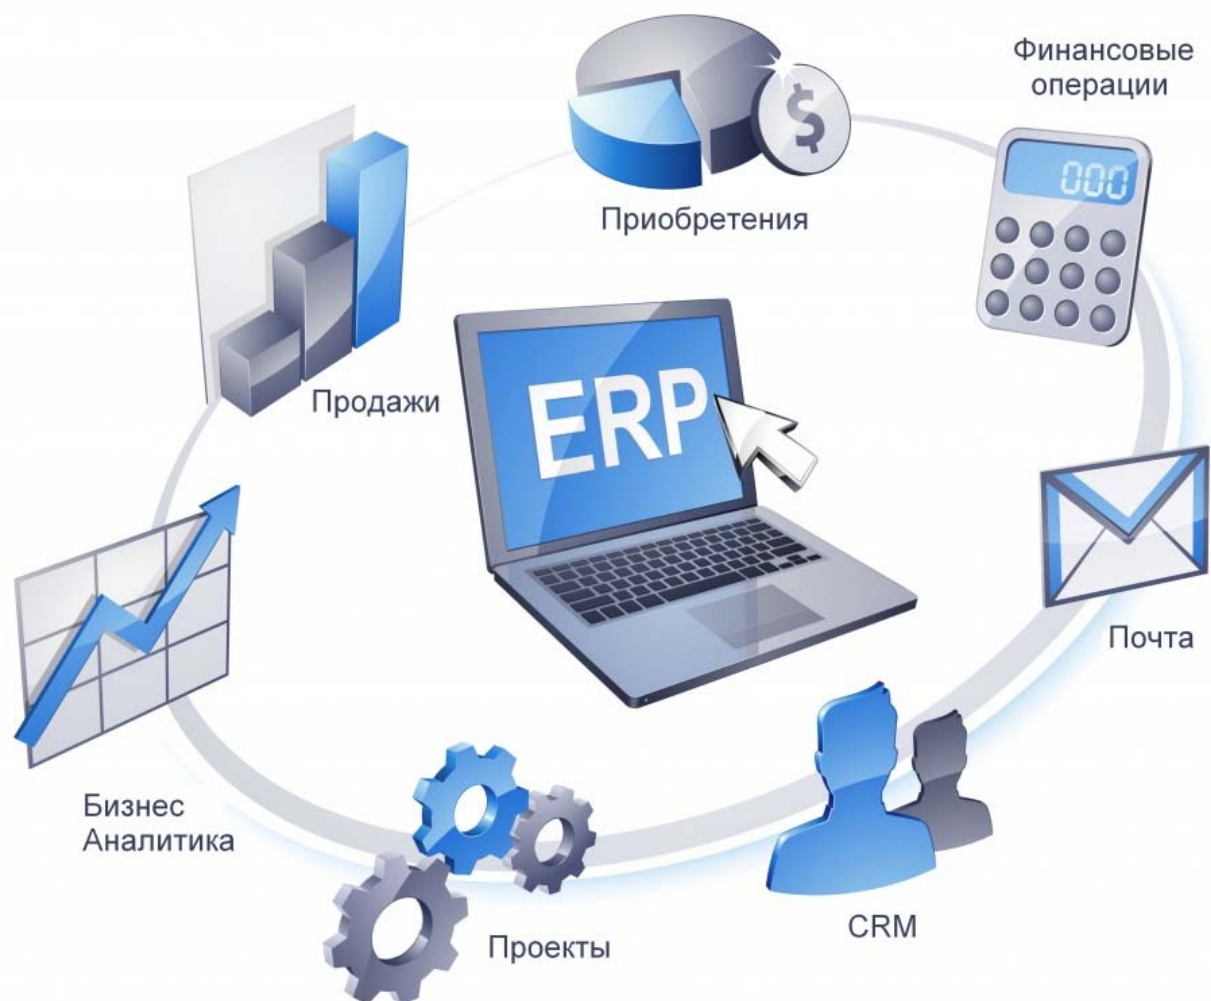 Финансовые
операции
000
Приобретения
Продажи
ERP
$
Почта
Бизнес
Аналитика
CRM
Проекты